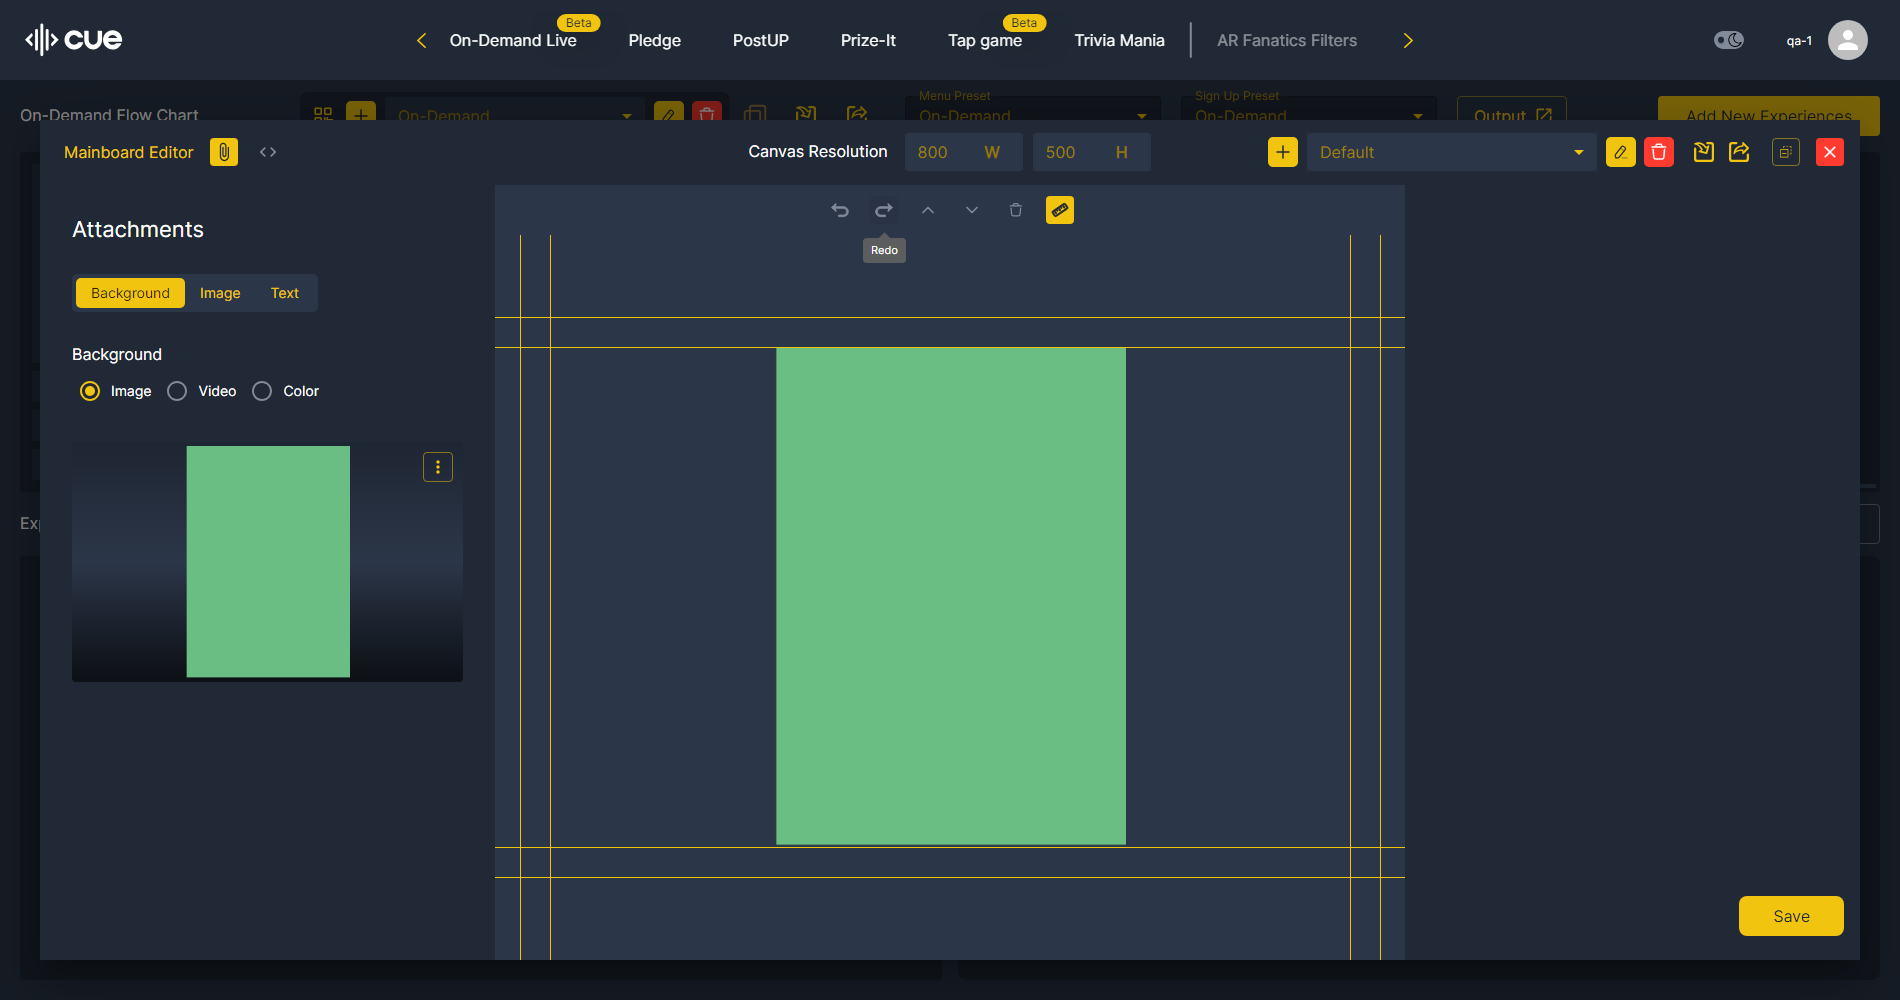 cue
On-Demand Live
Beta
Pledge
PostUP
Prize-It
Tap game
Beta
Trivia Mania
AR Fanatics Filters
qa-1
On-Demand Flow Chart
On-Demand
Menu Preset
On-Demand
Sign Up Preset
On-Demand
Output
Add New Experiences
Mainboard Editor
Canvas Resolution
800 W
500 H
Default
Attachments
Redo
Background
Image
Text
Background
Image
Video
Color
Save